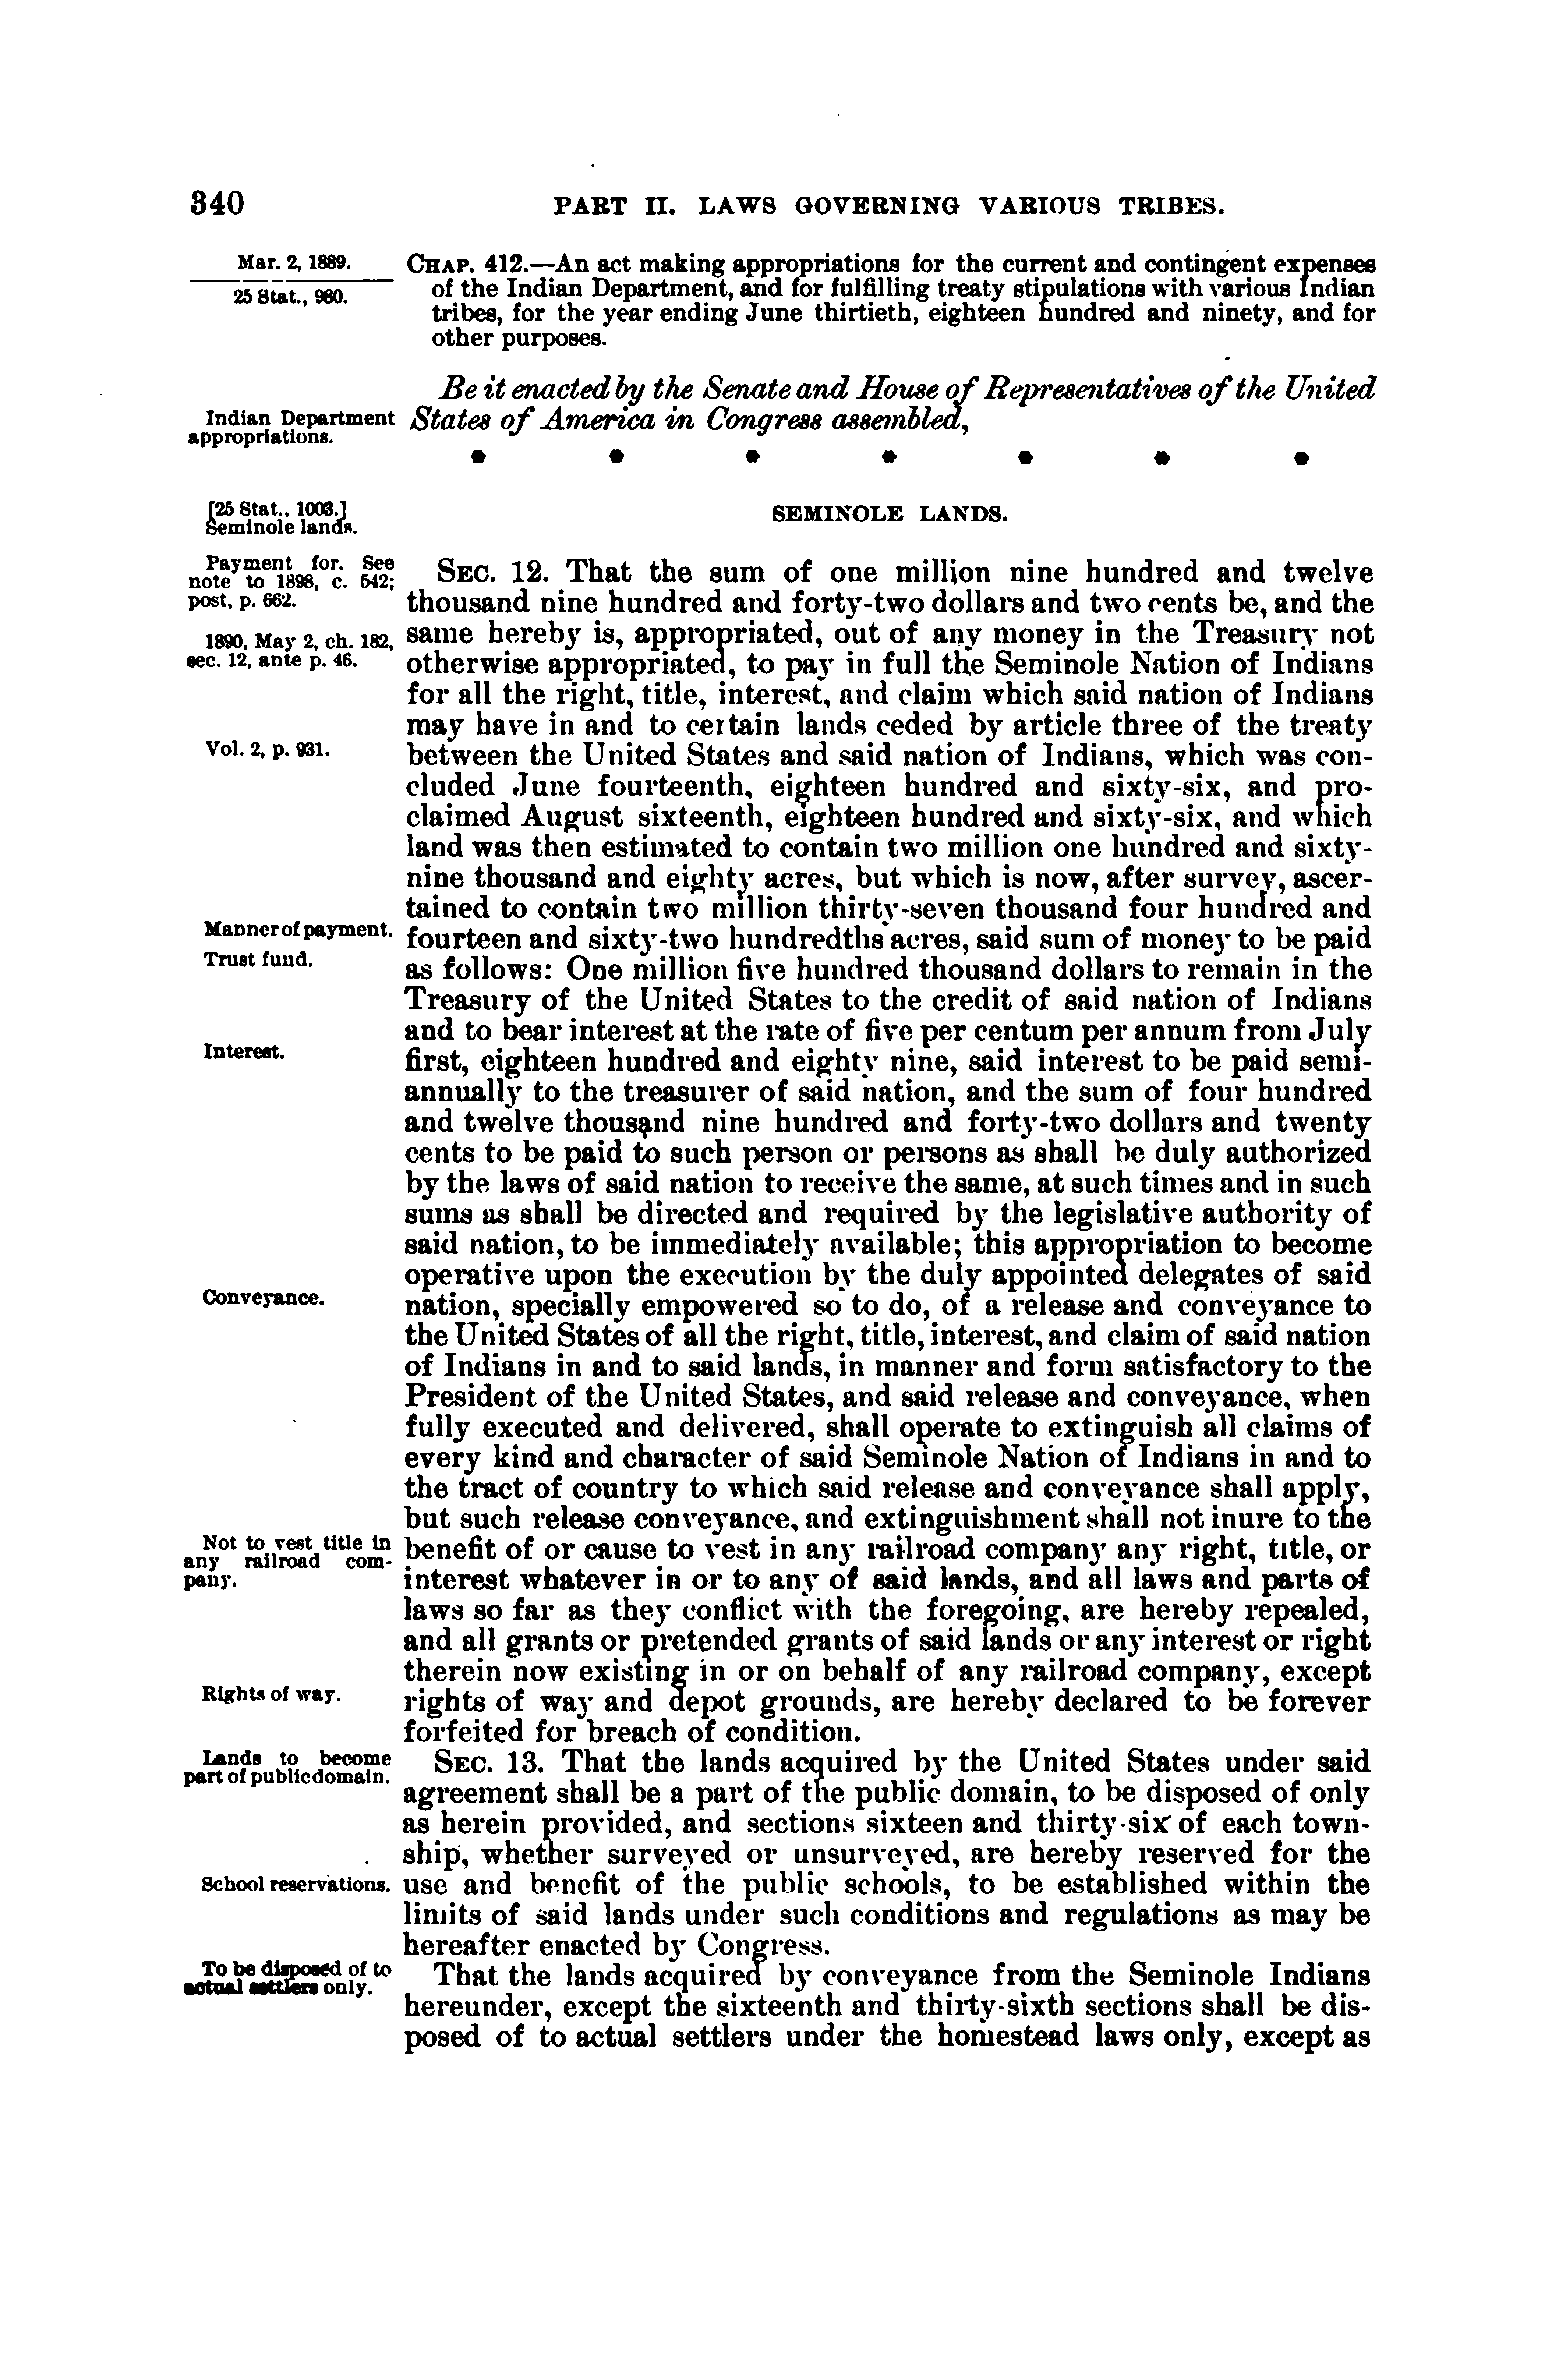 340
PART II. LAWS GOVERNING VARIOUS TRIBES.
Mar. 2, 1889.
25 Stat., 980.
CHAP. 412.—An act making appropriations for the current and contingent expenses
of the Indian Department, and for fulfilling treaty stipulations with various Indian
tribes, for the year ending June thirtieth, eighteen hundred and ninety, and for
other purposes.
Be it enacted by the Senate and House of Representatives of the United
Indian Department
appropriations.
States of America in Congress assembled,
* * * * * * *
[25 Stat., 1003.]
Seminole lands.
SEMINOLE LANDS.
Payment for. See
note to 1898, c. 542;
post, p. 662.
1890, May 2, ch. 182,
sec. 12, ante p. 46.
SEC. 12. That the sum of one million nine hundred and twelve
thousand nine hundred and forty-two dollars and two cents be, and the
same hereby is, appropriated, out of any money in the Treasury not
otherwise appropriated, to pay in full the Seminole Nation of Indians
for all the right, title, interest, and claim which said nation of Indians
may have in and to certain lands ceded by article three of the treaty
Vol. 2, p. 931.
between the United States and said nation of Indians, which was con-
cluded June fourteenth, eighteen hundred and sixty-six, and pro-
claimed August sixteenth, eighteen hundred and sixty-six, and which
land was then estimated to contain two million one hundred and sixty-
nine thousand and eighty acres, but which is now, after survey, ascer-
tained to contain two million thirty-seven thousand four hundred and
Manner of payment.
fourteen and sixty-two hundredths acres, said sum of money to be paid
Trust fund.
as follows: One million five hundred thousand dollars to remain in the
Treasury of the United States to the credit of said nation of Indians
and to bear interest at the rate of five per centum per annum from July
Interest.
first, eighteen hundred and eighty nine, said interest to be paid semi-
annually to the treasurer of said nation, and the sum of four hundred
and twelve thousand nine hundred and forty-two dollars and twenty
cents to be paid to such person or persons as shall be duly authorized
by the laws of said nation to receive the same, at such times and in such
sums as shall be directed and required by the legislative authority of
said nation, to be immediately available; this appropriation to become
operative upon the execution by the duly appointed delegates of said
Conveyance.
nation, specially empowered so to do, of a release and conveyance to
the United States of all the right, title, interest, and claim of said nation
of Indians in and to said lands, in manner and form satisfactory to the
President of the United States, and said release and conveyance, when
fully executed and delivered, shall operate to extinguish all claims of
every kind and character of said Seminole Nation of Indians in and to
the tract of country to which said release and conveyance shall apply,
but such release conveyance, and extinguishment shall not inure to the
Not to vest title in
any railroad com-
pany.
benefit of or cause to vest in any railroad company any right, title, or
interest whatever in or to any of said lands, and all laws and parts of
laws so far as they conflict with the foregoing, are hereby repealed,
and all grants or pretended grants of said lands or any interest or right
therein now existing in or on behalf of any railroad company, except
Rights of way.
rights of way and depot grounds, are hereby declared to be forever
forfeited for breach of condition.
Lands to become
part of public domain.
SEC. 13. That the lands acquired by the United States under said
agreement shall be a part of the public domain, to be disposed of only
as herein provided, and sections sixteen and thirty-six of each town-
ship, whether surveyed or unsurveyed, are hereby reserved for the
School reservations.
use and benefit of the public schools, to be established within the
limits of said lands under such conditions and regulations as may be
hereafter enacted by Congress.
To be disposed of to
actual settlers only.
That the lands acquired by conveyance from the Seminole Indians
hereunder, except the sixteenth and thirty-sixth sections shall be dis-
posed of to actual settlers under the homestead laws only, except as